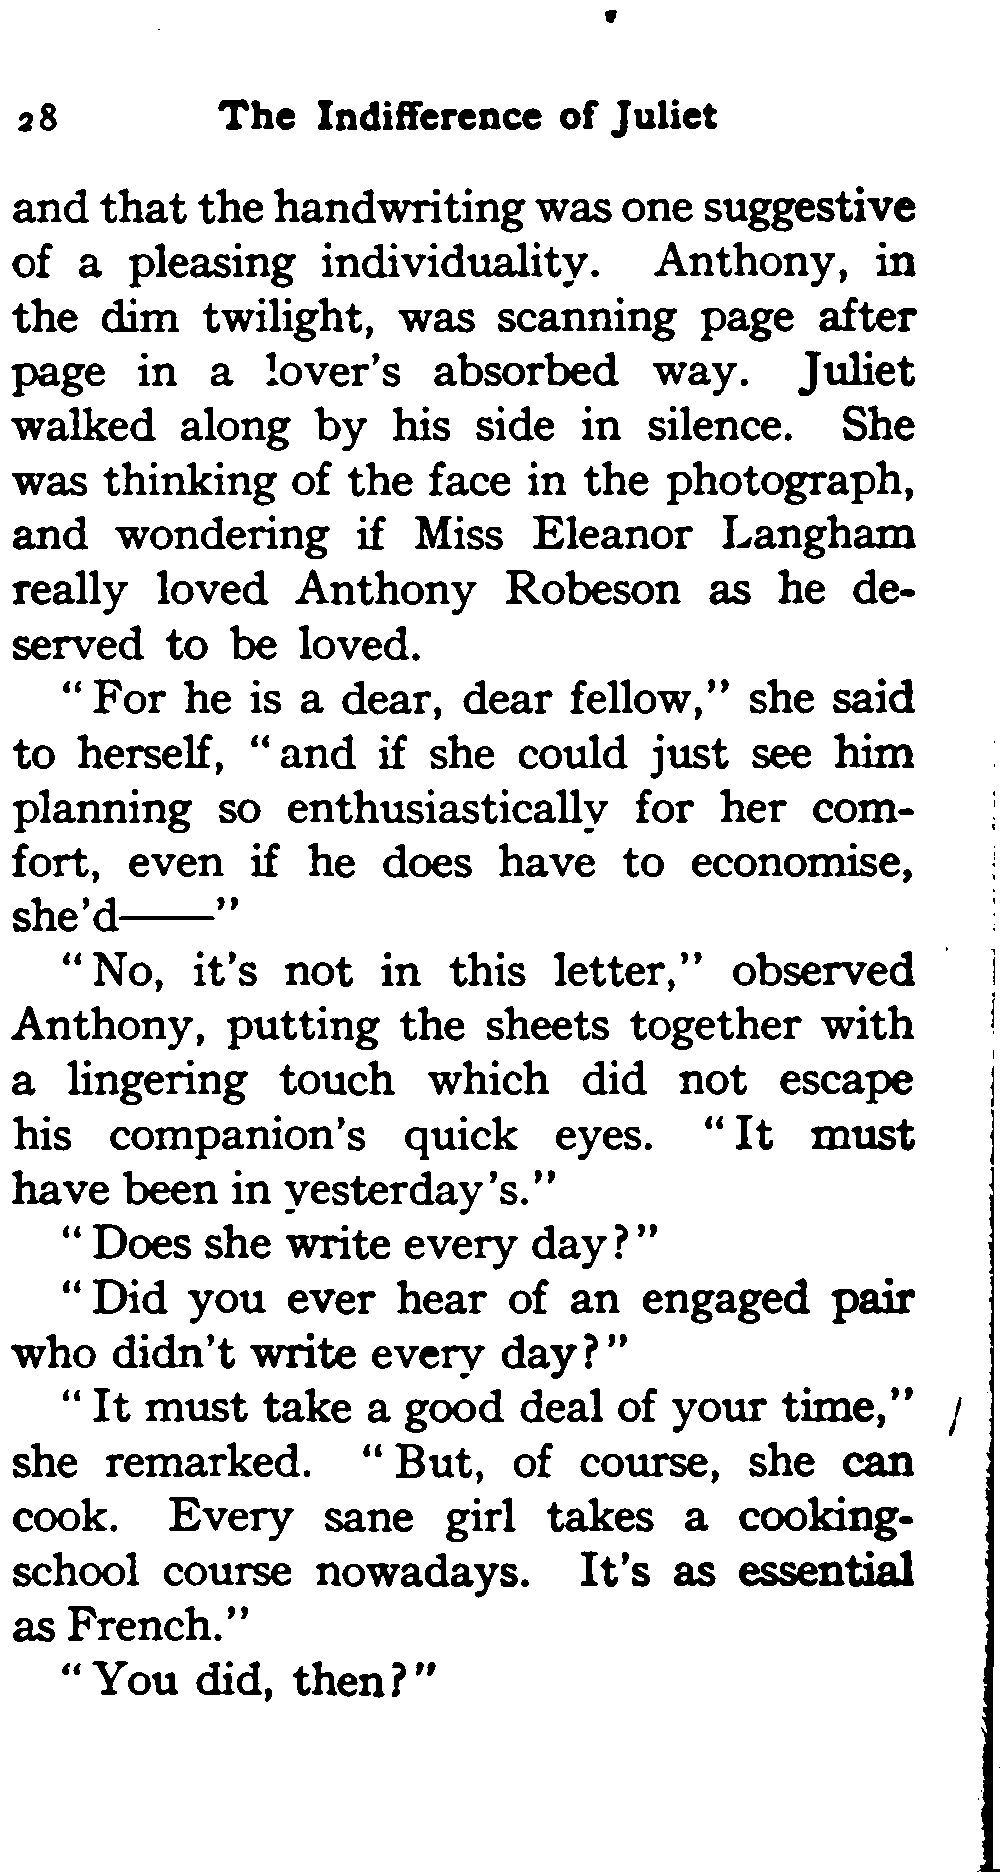 28 The Indifference of Juliet
and that the handwriting was one suggestive
of a pleasing individuality. Anthony, in
the dim twilight, was scanning page after
page in a lover's absorbed way. Juliet
walked along by his side in silence. She
was thinking of the face in the photograph,
and wondering if Miss Eleanor Langham
really loved Anthony Robeson as he de-
served to be loved.
"For he is a dear, dear fellow," she said
to herself, "and if she could just see him
planning so enthusiastically for her com-
fort, even if he does have to economise,
she'd——"
"No, it's not in this letter," observed
Anthony, putting the sheets together with
a lingering touch which did not escape
his companion's quick eyes. "It must
have been in yesterday's."
"Does she write every day?"
"Did you ever hear of an engaged pair
who didn't write every day?"
"It must take a good deal of your time,"
she remarked. "But, of course, she can
cook. Every sane girl takes a cooking-
school course nowadays. It's as essential
as French."
"You did, then?"